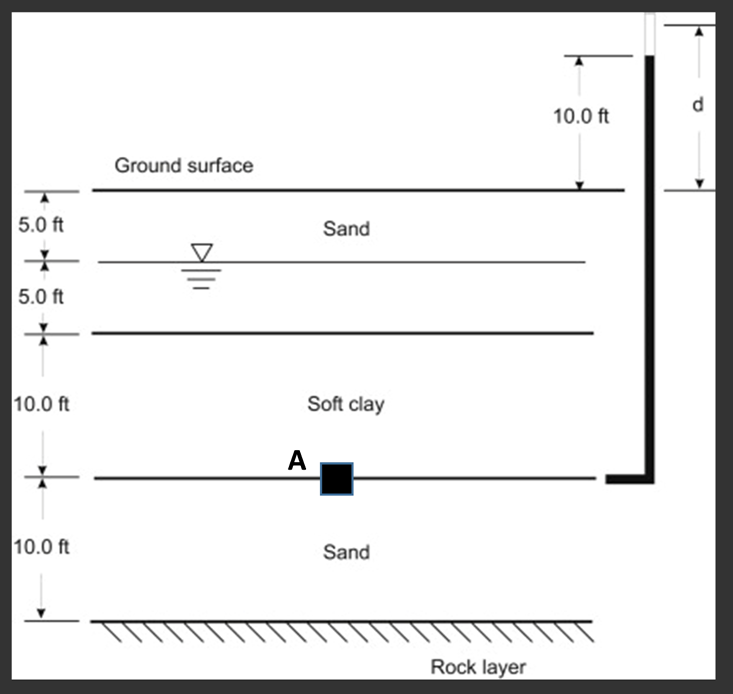 10.0 ft
d
Ground surface
5.0 ft
Sand
5.0 ft
10.0 ft
Soft clay
A
10.0 ft
Sand
Rock layer